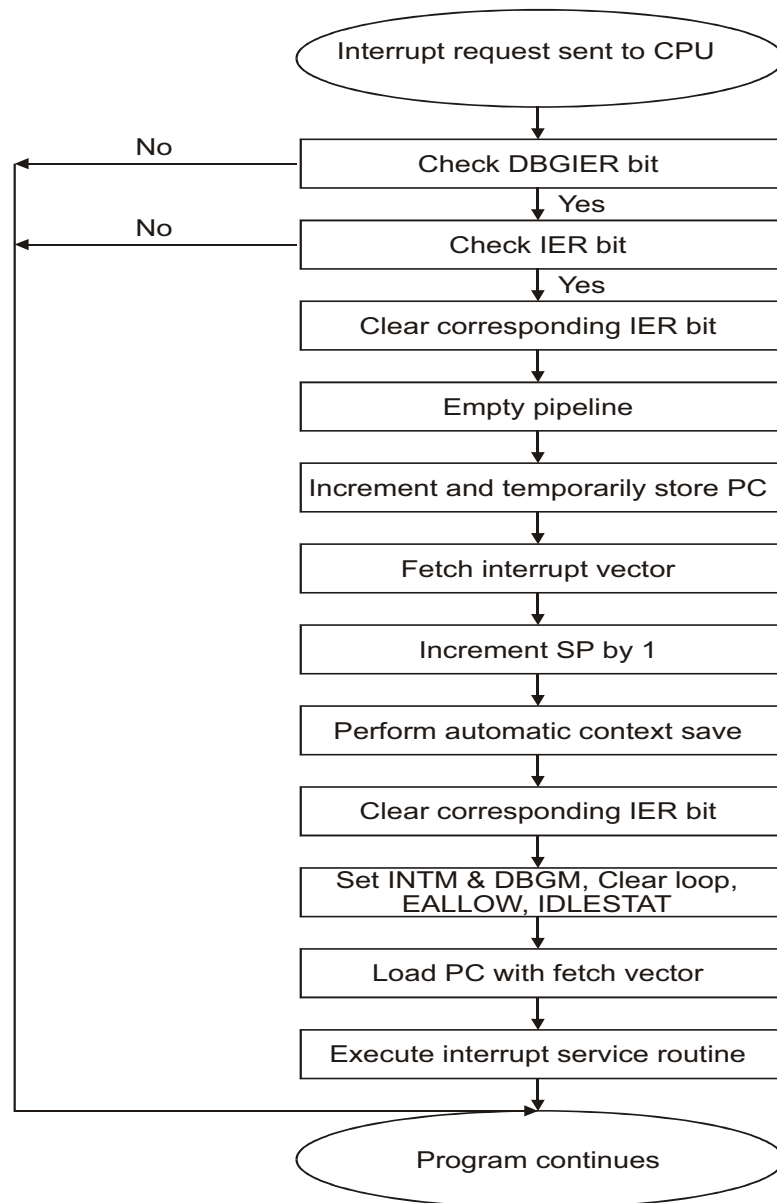 Interrupt request sent to CPU
No
Check DBGIER bit
Yes
No
Check IER bit
Yes
Clear corresponding IER bit
Empty pipeline
Increment and temporarily store PC
Fetch interrupt vector
Increment SP by 1
Perform automatic context save
Clear corresponding IER bit
Set INTM & DBGM, Clear loop,
EALLOW, IDLESTAT
Load PC with fetch vector
Execute interrupt service routine
Program continues